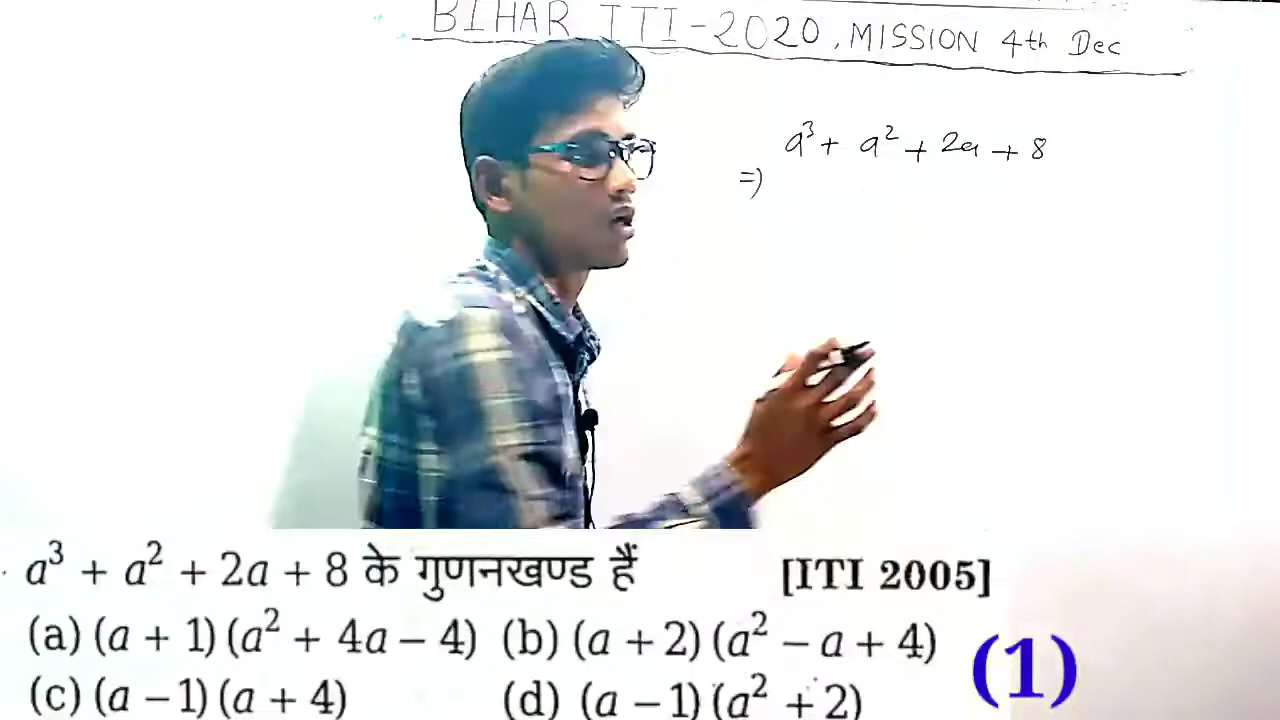 BIHAR ITI-2020, MISSION 4th Dec
a³ + a² + 2a + 8
=)
a³ + a² + 2a + 8 के गुणनखण्ड हैं [ITI 2005]
(a) (a + 1) (a² + 4a − 4) (b) (a + 2) (a² − a + 4)
(c) (a − 1) (a + 4) (d) (a − 1) (a² + 2)
(1)